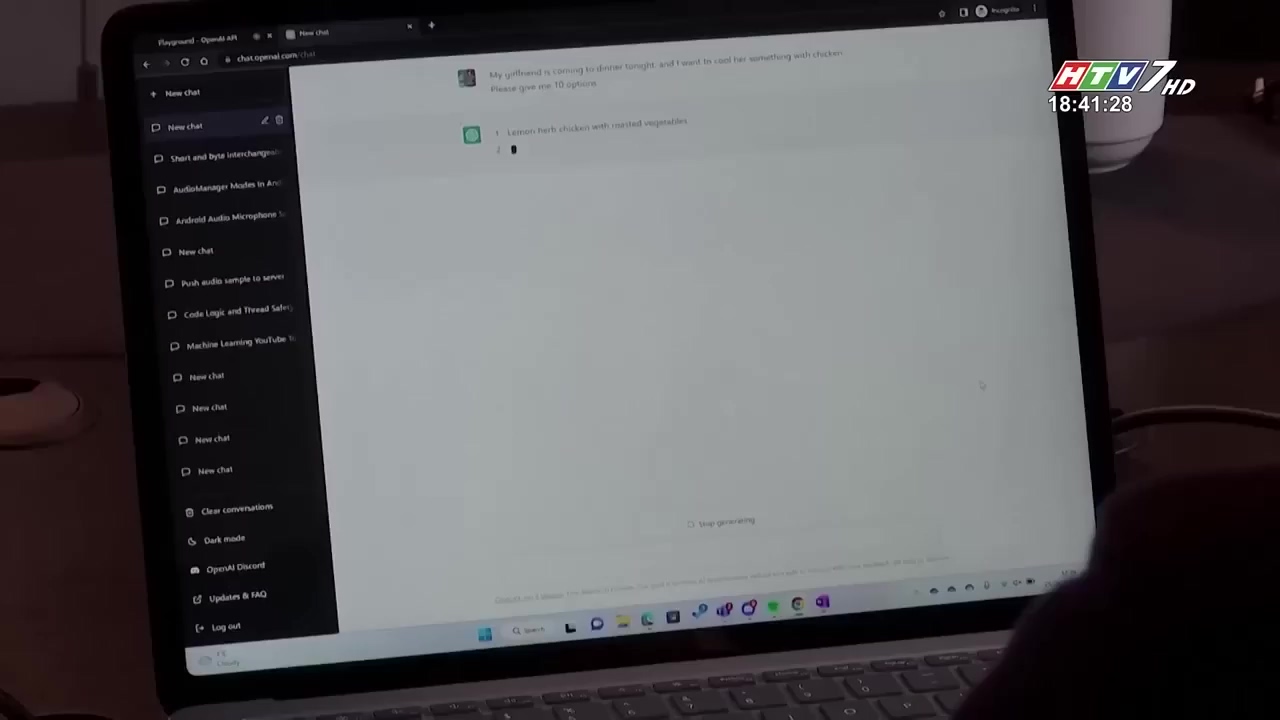 Playground - OpenAI API
New chat
Incognito
chat.openai.com/chat
HTV7 HD
18:41:28
+ New chat
New chat
Short and byte interchangeab
AudioManager Modes in And
Android Audio Microphone S
New chat
Push audio sample to server
Code Logic and Thread Safety
Machine Learning YouTube
New chat
New chat
New chat
New chat
Clear conversations
Dark mode
OpenAI Discord
Updates & FAQ
Log out
My girlfriend is coming to dinner tonight, and I want to cool her something with chicken.
Please give me 10 options
1 Lemon herb chicken with roasted vegetables
2
Stop generating
Search
Cloudy